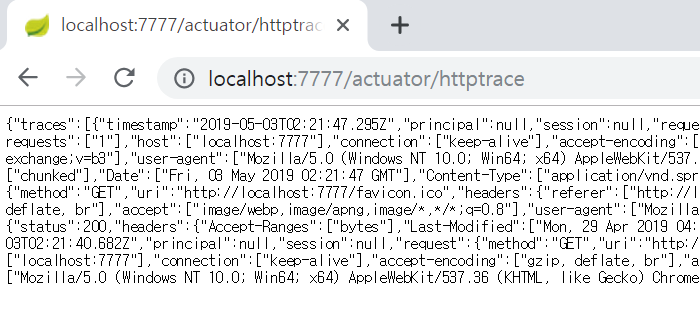 localhost:7777/actuator/httptrac
localhost:7777/actuator/httptrace
{"traces":[{"timestamp":"2019-05-03T02:21:47.295Z","principal":null,"session":null,"reque
requests":["1"],"host":["localhost:7777"],"connection":["keep-alive"],"accept-encoding":[
exchange;v=b3"],"user-agent":["Mozilla/5.0 (Windows NT 10.0; Win64; x64) AppleWebKit/537.
["chunked"],"Date":["Fri, 03 May 2019 02:21:47 GMT"],"Content-Type":["application/vnd.spr
{"method":"GET","uri":"http://localhost:7777/favicon.ico","headers":{"referer":["http://l
deflate, br"],"accept":["image/webp,image/apng,image/*,*/*;q=0.8"],"user-agent":["Mozilla
{"status":200,"headers":{"Accept-Ranges":["bytes"],"Last-Modified":["Mon, 29 Apr 2019 04:
03T02:21:40.682Z","principal":null,"session":null,"request":{"method":"GET","uri":"http:/
["localhost:7777"],"connection":["keep-alive"],"accept-encoding":["gzip, deflate, br"],"a
["Mozilla/5.0 (Windows NT 10.0; Win64; x64) AppleWebKit/537.36 (KHTML, like Gecko) Chrome